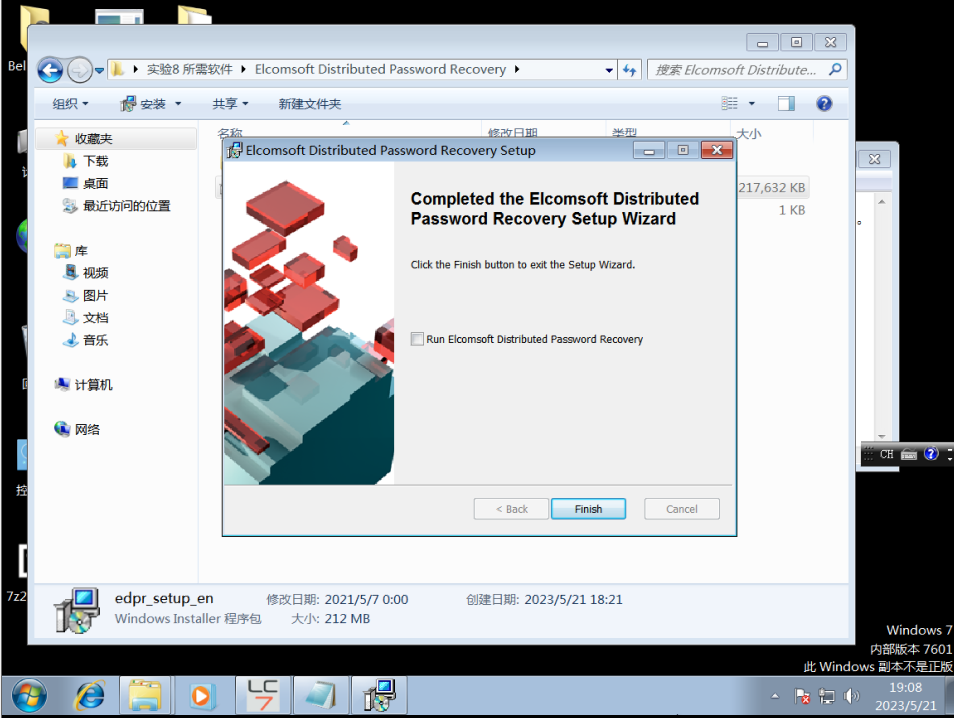 Bel
实验8 所需软件
Elcomsoft Distributed Password Recovery
搜索 Elcomsoft Distribute...
组织
安装
共享
新建文件夹
名称
修改日期
类型
大小
收藏夹
下载
桌面
最近访问的位置
库
视频
图片
文档
音乐
计算机
网络
217,632 KB
1 KB
Elcomsoft Distributed Password Recovery Setup
Completed the Elcomsoft Distributed
Password Recovery Setup Wizard
Click the Finish button to exit the Setup Wizard.
Run Elcomsoft Distributed Password Recovery
< Back
Finish
Cancel
CH
控
7z2
edpr_setup_en
修改日期: 2021/5/7 0:00
创建日期: 2023/5/21 18:21
Windows Installer 程序包
大小: 212 MB
Windows 7
内部版本 7601
此 Windows 副本不是正版
LC
7
19:08
2023/5/21